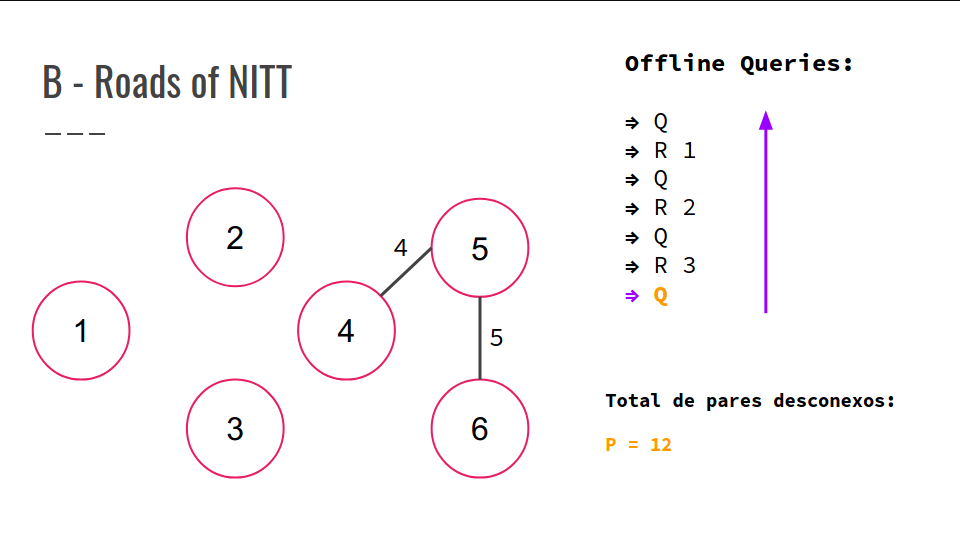 B - Roads of NITT
Offline Queries:
⇒ Q
⇒ R 1
⇒ Q
⇒ R 2
⇒ Q
⇒ R 3
⇒ Q
2
5
4
1
4
5
3
6
Total de pares desconexos:
P = 12